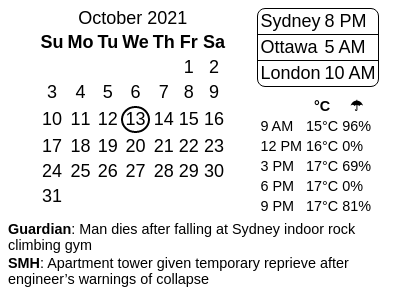 October 2021
Su Mo Tu We Th Fr Sa
1 2
3 4 5 6 7 8 9
10 11 12 13 14 15 16
17 18 19 20 21 22 23
24 25 26 27 28 29 30
31
Sydney 8 PM
Ottawa 5 AM
London 10 AM
°C ☂
9 AM 15°C 96%
12 PM 16°C 0%
3 PM 17°C 69%
6 PM 17°C 0%
9 PM 17°C 81%
Guardian: Man dies after falling at Sydney indoor rock
climbing gym
SMH: Apartment tower given temporary reprieve after
engineer’s warnings of collapse